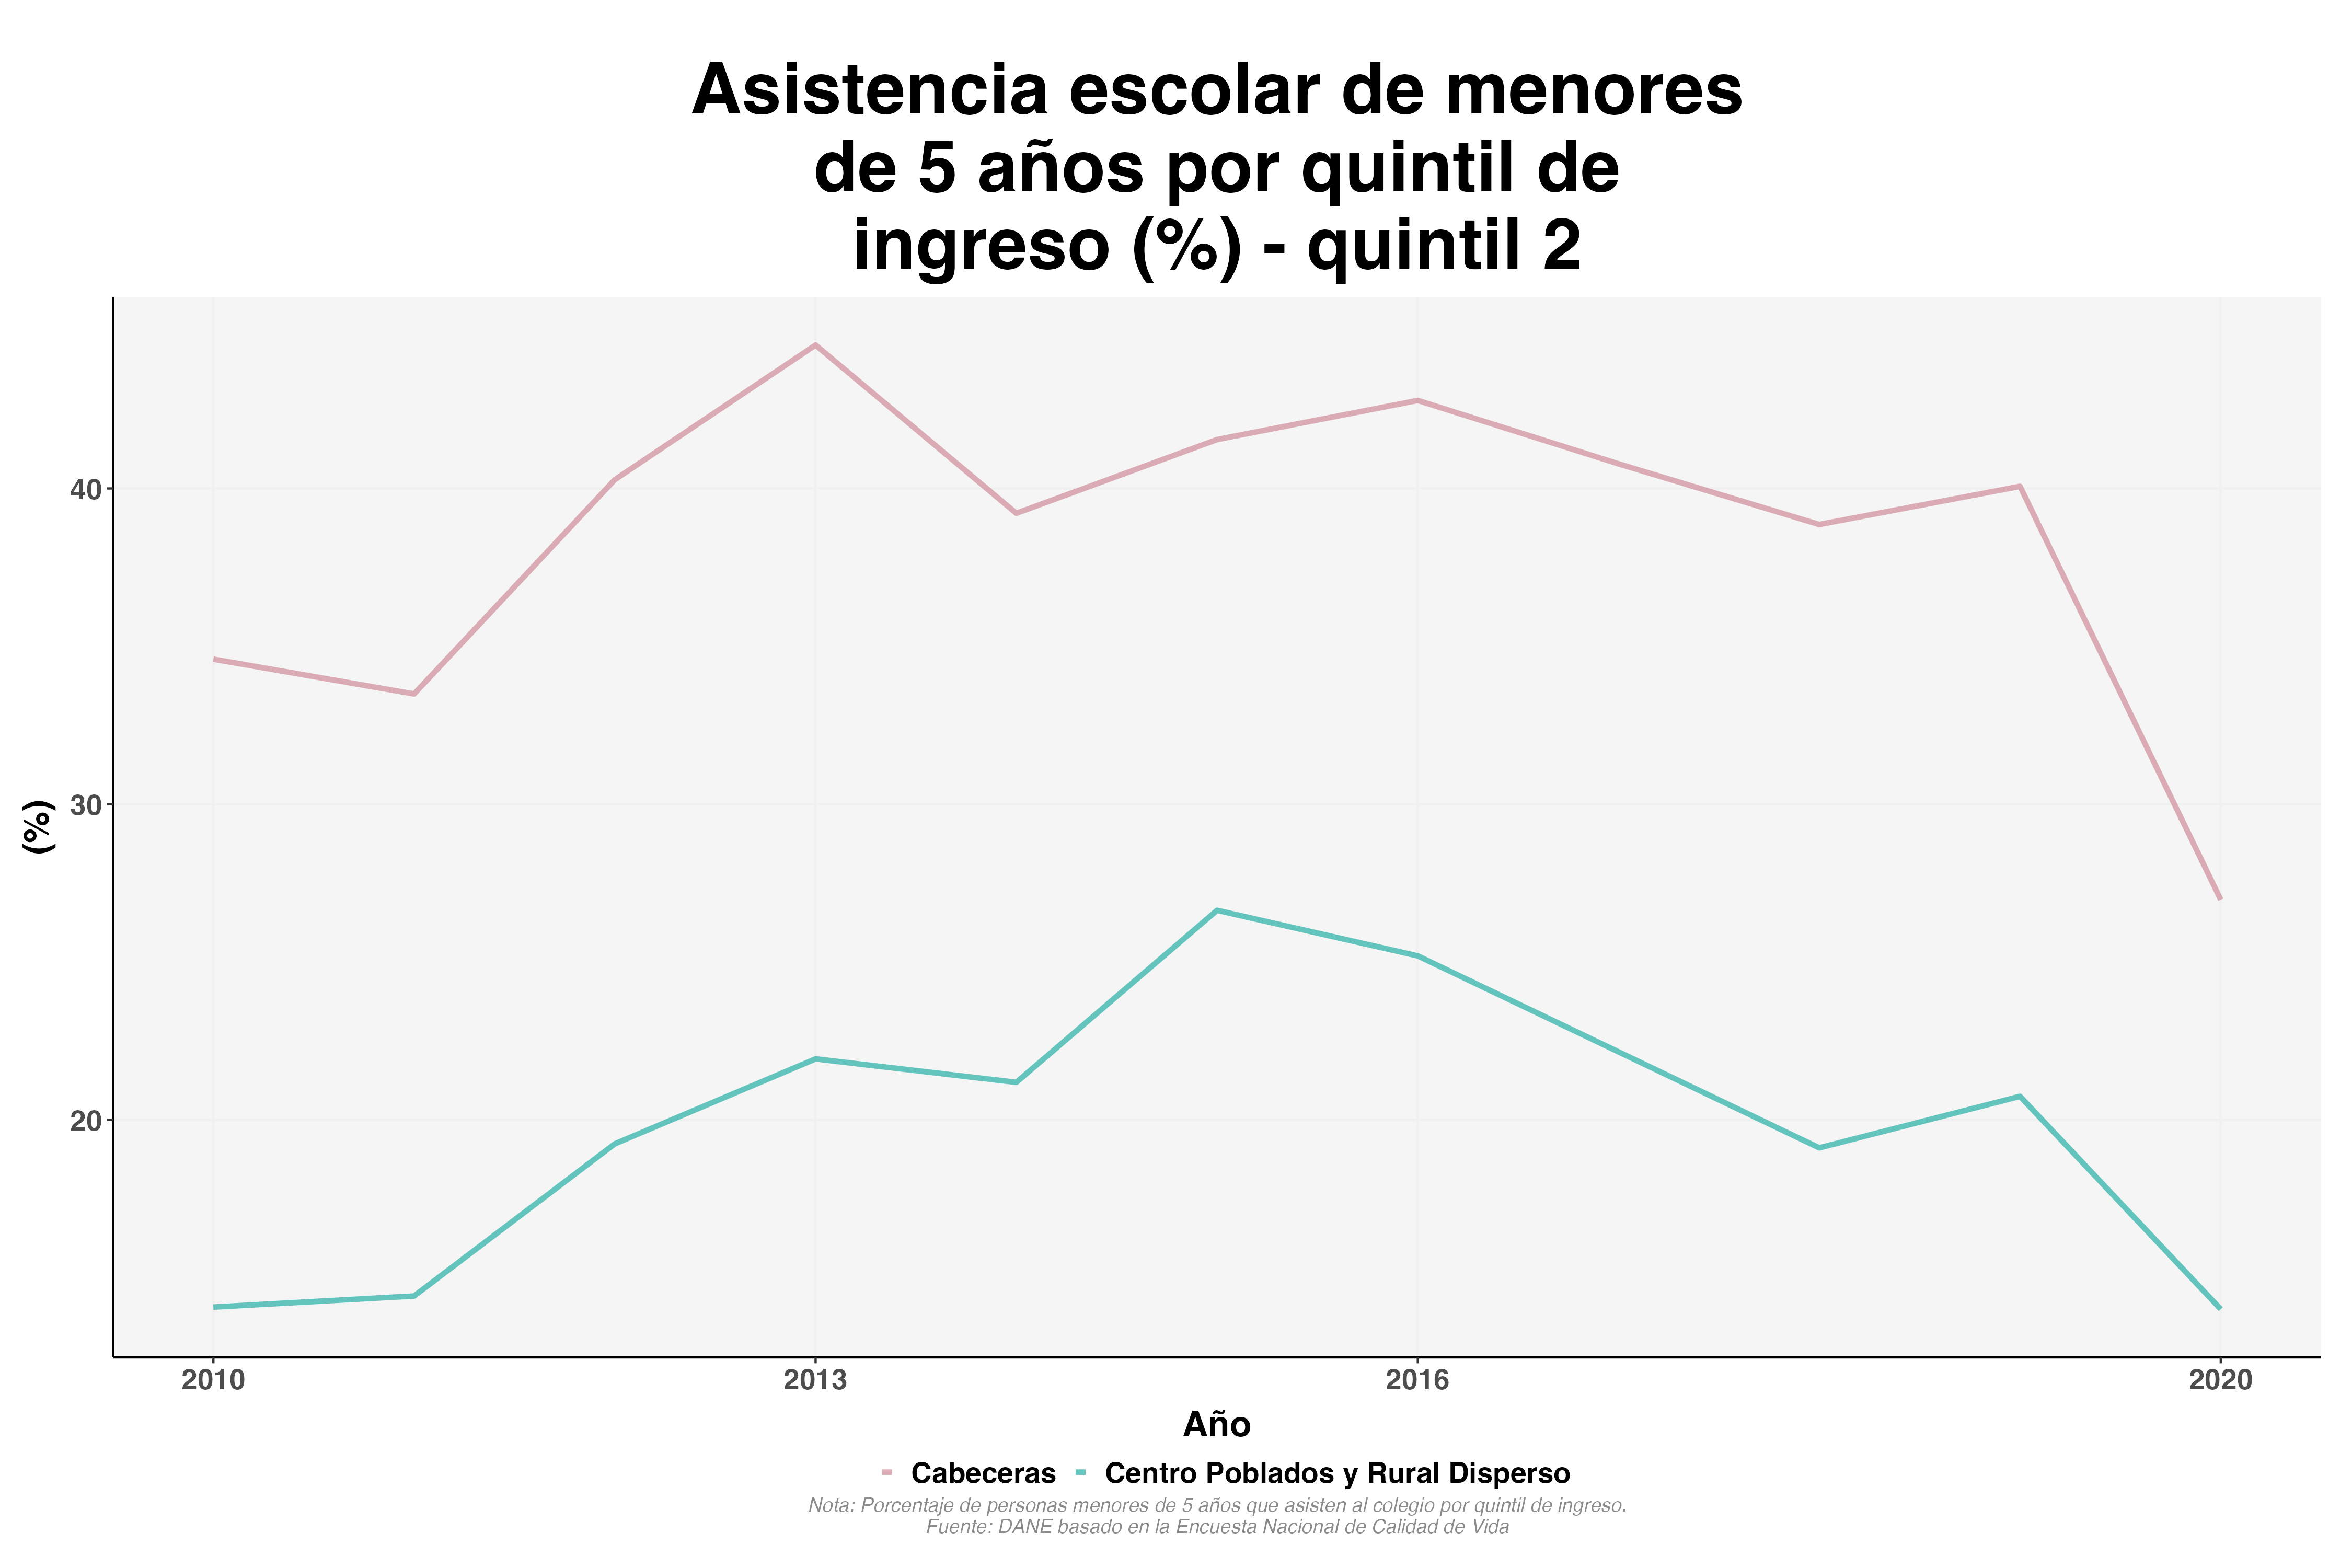 Asistencia escolar de menores
de 5 años por quintil de
ingreso (%) - quintil 2
(%)
40
30
20
2010 2013 2016 2020
Año
Cabeceras Centro Poblados y Rural Disperso
Nota: Porcentaje de personas menores de 5 años que asisten al colegio por quintil de ingreso.
Fuente: DANE basado en la Encuesta Nacional de Calidad de Vida